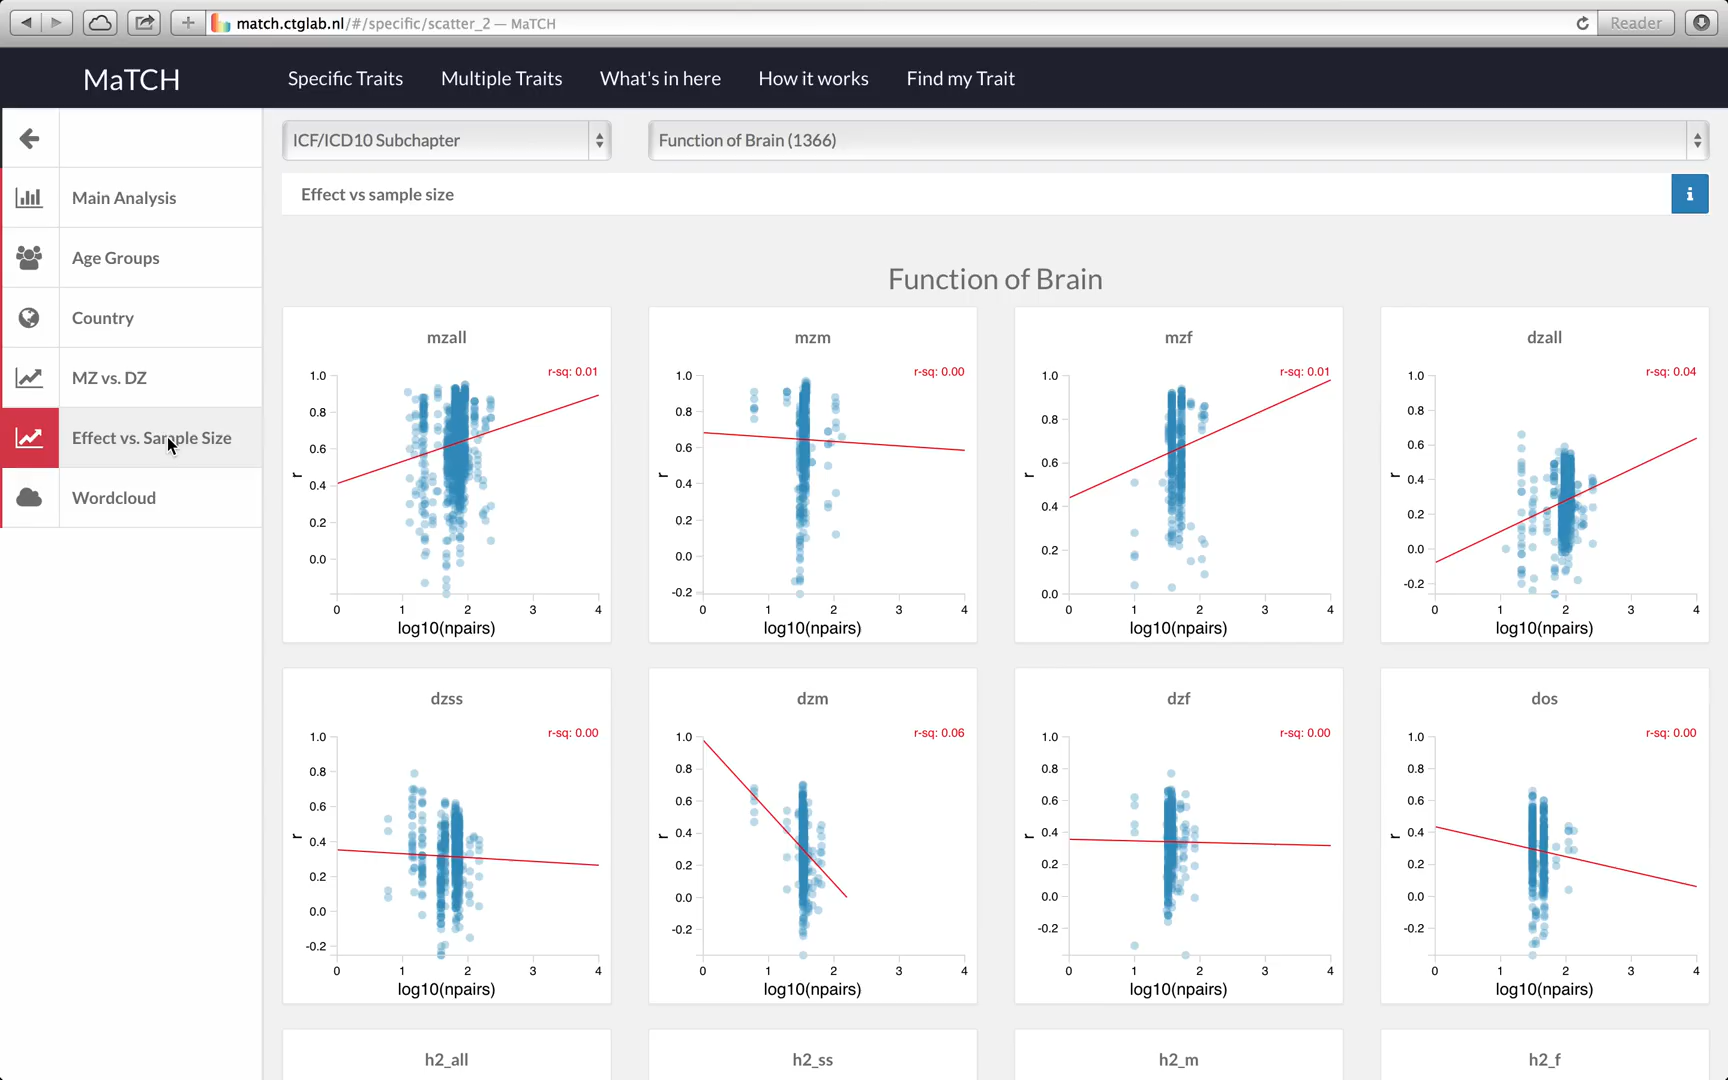 match.ctglab.nl/#/specific/scatter_2 — MaTCH
Reader
MaTCH
Specific Traits
Multiple Traits
What's in here
How it works
Find my Trait
ICF/ICD10 Subchapter
Function of Brain (1366)
Main Analysis
Age Groups
Country
MZ vs. DZ
Effect vs. Sample Size
Wordcloud
Effect vs sample size
i
Function of Brain
mzall
r-sq: 0.01
1.0
0.8
0.6
0.4
0.2
0.0
r
0 1 2 3 4
log10(npairs)
mzm
r-sq: 0.00
1.0
0.8
0.6
0.4
0.2
0.0
-0.2
r
0 1 2 3 4
log10(npairs)
mzf
r-sq: 0.01
1.0
0.8
0.6
0.4
0.2
0.0
r
0 1 2 3 4
log10(npairs)
dzall
r-sq: 0.04
1.0
0.8
0.6
0.4
0.2
0.0
-0.2
r
0 1 2 3 4
log10(npairs)
dzss
r-sq: 0.00
1.0
0.8
0.6
0.4
0.2
0.0
-0.2
r
0 1 2 3 4
log10(npairs)
dzm
r-sq: 0.06
1.0
0.8
0.6
0.4
0.2
0.0
-0.2
r
0 1 2 3 4
log10(npairs)
dzf
r-sq: 0.00
1.0
0.8
0.6
0.4
0.2
0.0
-0.2
r
0 1 2 3 4
log10(npairs)
dos
r-sq: 0.00
1.0
0.8
0.6
0.4
0.2
0.0
-0.2
r
0 1 2 3 4
log10(npairs)
h2_all
h2_ss
h2_m
h2_f